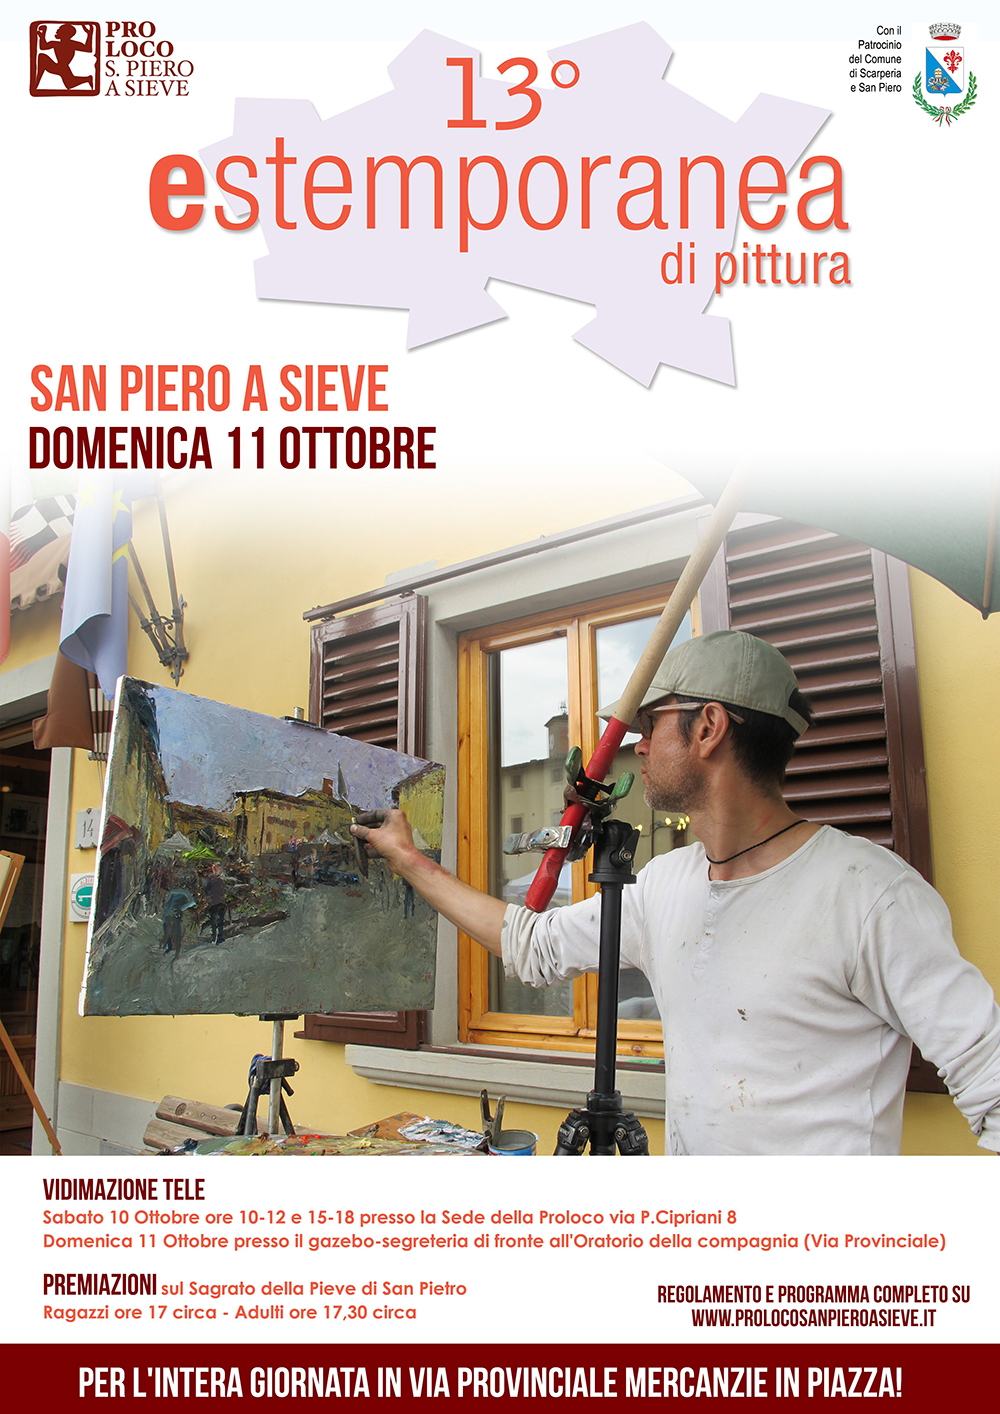 PRO
LOCO
S. PIERO
A SIEVE
Con il
Patrocinio
del Comune
di Scarperia
e San Piero
13°
estemporanea
di pittura
SAN PIERO A SIEVE
DOMENICA 11 OTTOBRE
14
VIDIMAZIONE TELE
Sabato 10 Ottobre ore 10-12 e 15-18 presso la Sede della Proloco via P.Cipriani 8
Domenica 11 Ottobre presso il gazebo-segreteria di fronte all'Oratorio della compagnia (Via Provinciale)
PREMIAZIONI sul Sagrato della Pieve di San Pietro
Ragazzi ore 17 circa - Adulti ore 17,30 circa
REGOLAMENTO E PROGRAMMA COMPLETO SU
WWW.PROLOCOSANPIEROASIEVE.IT
PER L'INTERA GIORNATA IN VIA PROVINCIALE MERCANZIE IN PIAZZA!